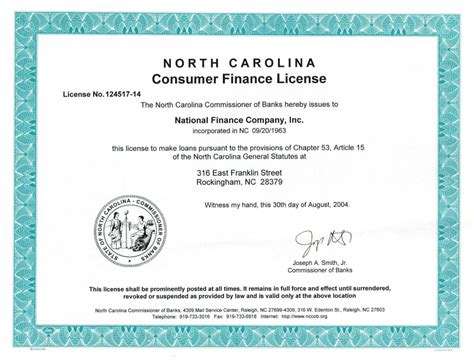 NORTH CAROLINA
Consumer Finance License
License No.124517-14
The North Carolina Commissioner of Banks hereby issues to
National Finance Company, Inc.
incorporated in NC 09/20/1963
this license to make loans pursuant to the provisions of Chapter 53, Article 15
of the North Carolina General Statutes at
316 East Franklin Street
Rockingham, NC 28379
Witness my hand, this 30th day of August, 2004.
STATE OF NORTH CAROLINA - COMMISSIONER OF BANKS
Joseph A. Smith, Jr.
Commissioner of Banks
This license shall be prominently posted at all times. It remains in full force and effect until surrendered,
revoked or suspended as provided by law and is valid only at the above location
North Carolina Commissioner of Banks, 4309 Mail Service Center, Raleigh, NC 27699-4309, 316 W. Edenton St., Raleigh, NC 27603
Telephone: 919-733-3016 Fax: 919-733-6918 Internet: http://www.nccob.org